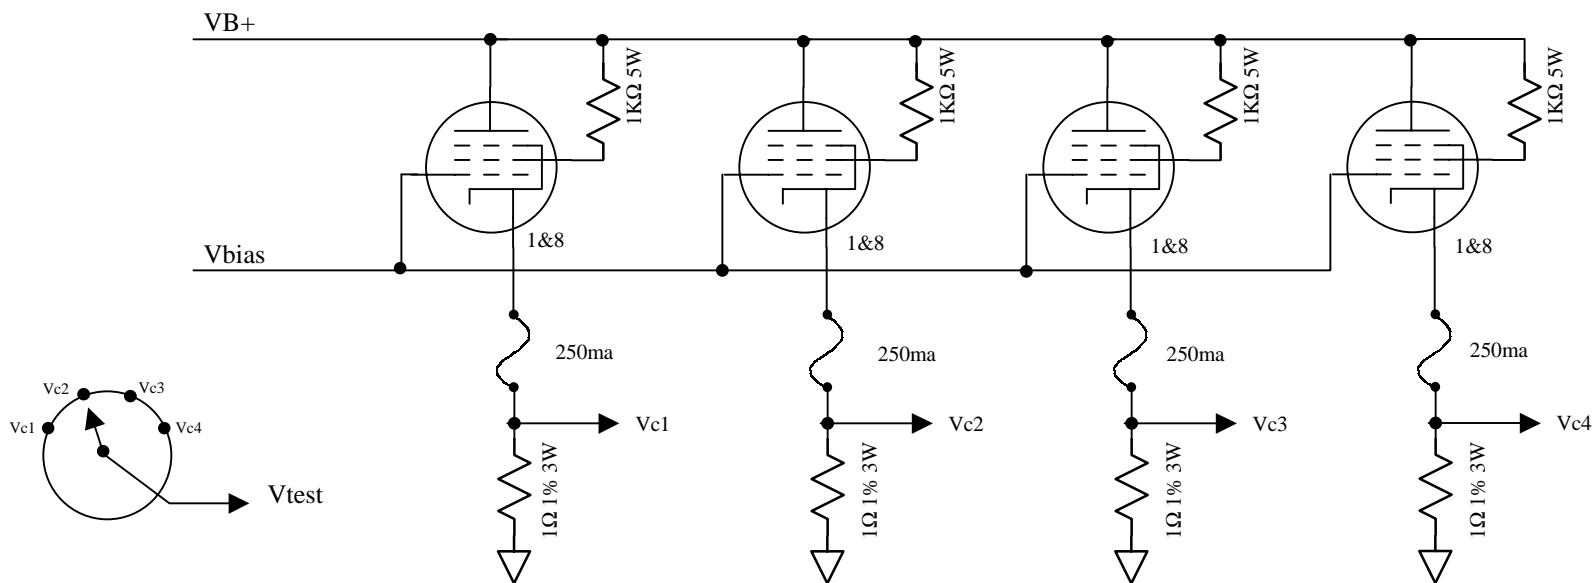 VB+
1KΩ 5W
1KΩ 5W
1KΩ 5W
1KΩ 5W
1&8
1&8
1&8
1&8
Vbias
250ma
250ma
250ma
250ma
Vc2
Vc3
Vc1
Vc4
Vc1
Vc2
Vc3
Vc4
Vtest
1Ω 1% 3W
1Ω 1% 3W
1Ω 1% 3W
1Ω 1% 3W